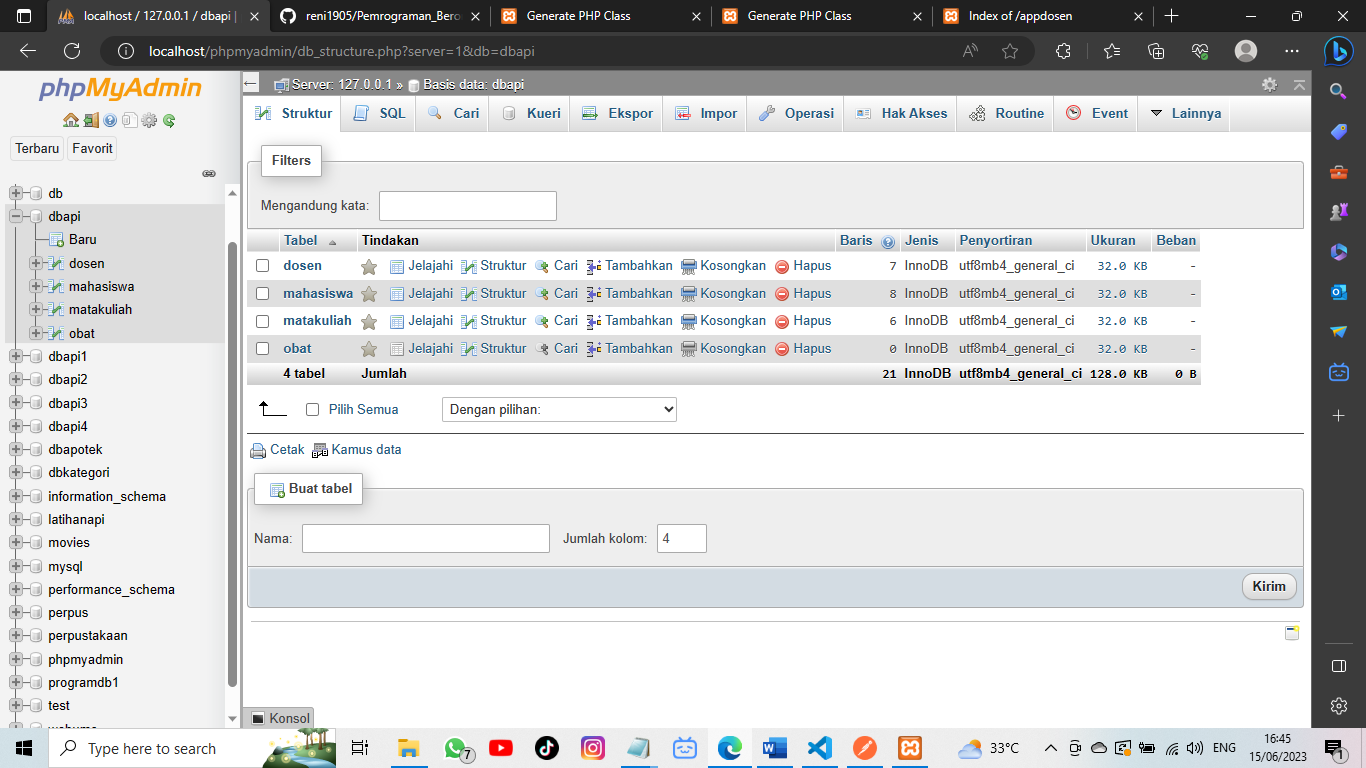 localhost / 127.0.0.1 / dbapi |
reni1905/Pemrograman_Bero
Generate PHP Class
Generate PHP Class
Index of /appdosen
localhost/phpmyadmin/db_structure.php?server=1&db=dbapi
phpMyAdmin
Terbaru Favorit
db
dbapi
Baru
dosen
mahasiswa
matakuliah
obat
dbapi1
dbapi2
dbapi3
dbapi4
dbapotek
dbkategori
information_schema
latihanapi
movies
mysql
performance_schema
perpus
perpustakaan
phpmyadmin
programdb1
test
Server: 127.0.0.1 » Basis data: dbapi
Struktur SQL Cari Kueri Ekspor Impor Operasi Hak Akses Routine Event Lainnya
Filters
Mengandung kata:
Tabel Tindakan Baris Jenis Penyortiran Ukuran Beban
dosen Jelajahi Struktur Cari Tambahkan Kosongkan Hapus 7 InnoDB utf8mb4_general_ci 32.0 KB -
mahasiswa Jelajahi Struktur Cari Tambahkan Kosongkan Hapus 8 InnoDB utf8mb4_general_ci 32.0 KB -
matakuliah Jelajahi Struktur Cari Tambahkan Kosongkan Hapus 6 InnoDB utf8mb4_general_ci 32.0 KB -
obat Jelajahi Struktur Cari Tambahkan Kosongkan Hapus 0 InnoDB utf8mb4_general_ci 32.0 KB -
4 tabel Jumlah 21 InnoDB utf8mb4_general_ci 128.0 KB 0 B
Pilih Semua Dengan pilihan:
Cetak Kamus data
Buat tabel
Nama: Jumlah kolom: 4
Kirim
Konsol
Type here to search
7
33°C
ENG
16:45
15/06/2023
1